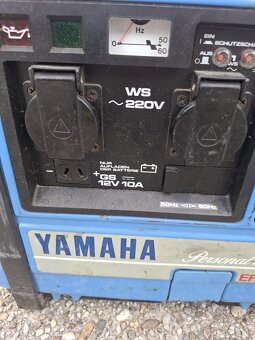 Hz
0 50
60
EIN
SCHUTZSCHA
AUS
WS
~ 220V
NUR
AUFLADEN
DER BATTERIE
- + GS
12V 10A
50Hz 60Hz
YAMAHA
Personal
EF